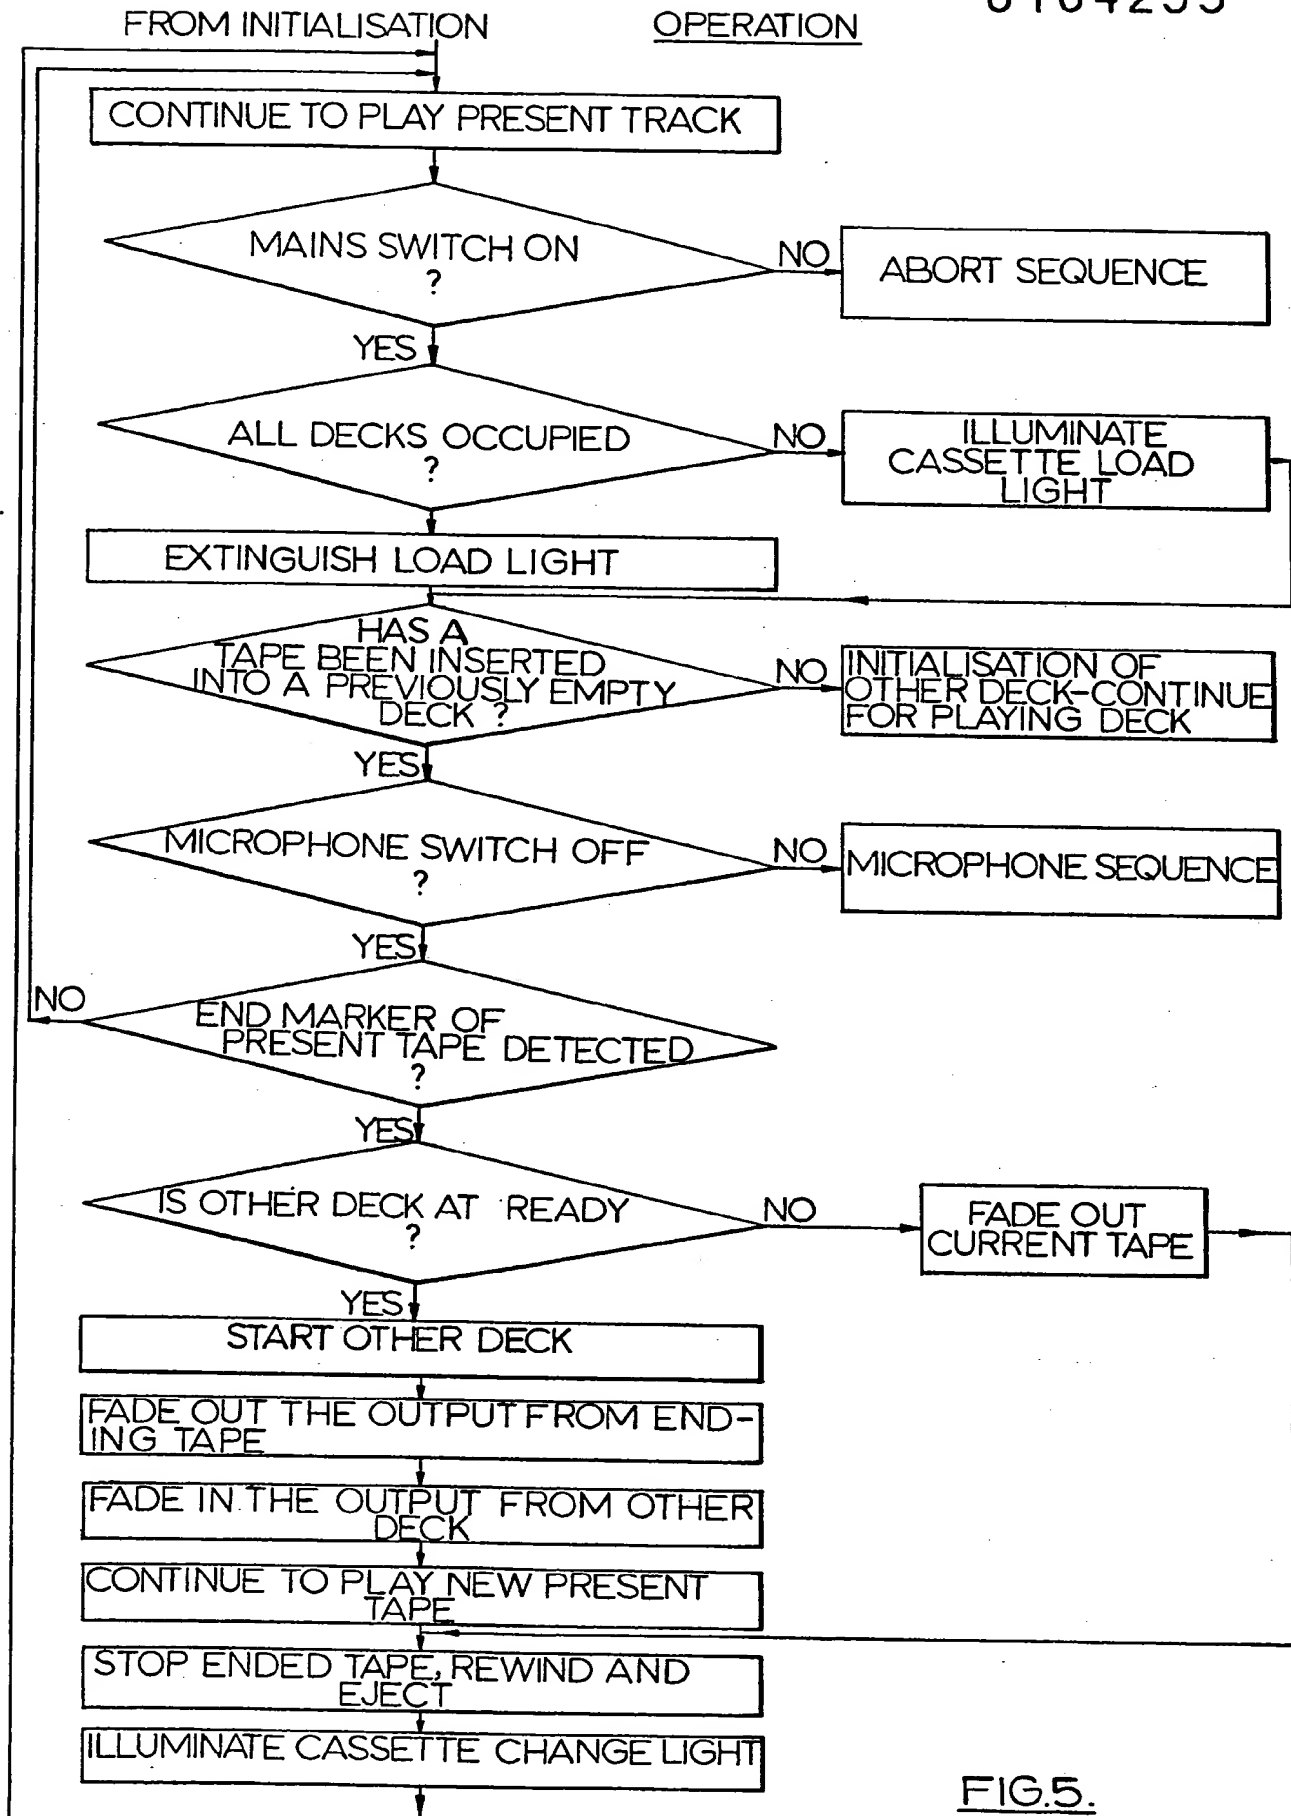 FROM INITIALISATION
OPERATION
CONTINUE TO PLAY PRESENT TRACK
MAINS SWITCH ON
?
NO
ABORT SEQUENCE
YES
ALL DECKS OCCUPIED
?
NO
ILLUMINATE
CASSETTE LOAD
LIGHT
EXTINGUISH LOAD LIGHT
HAS A
TAPE BEEN INSERTED
INTO A PREVIOUSLY EMPTY
DECK ?
NO
INITIALISATION OF
OTHER DECK-CONTINUE
FOR PLAYING DECK
YES
MICROPHONE SWITCH OFF
?
NO
MICROPHONE SEQUENCE
YES
NO
END MARKER OF
PRESENT TAPE DETECTED
?
YES
IS OTHER DECK AT READY
?
NO
FADE OUT
CURRENT TAPE
YES
START OTHER DECK
FADE OUT THE OUTPUT FROM END-
ING TAPE
FADE IN THE OUTPUT FROM OTHER
DECK
CONTINUE TO PLAY NEW PRESENT
TAPE
STOP ENDED TAPE, REWIND AND
EJECT
ILLUMINATE CASSETTE CHANGE LIGHT
FIG.5.